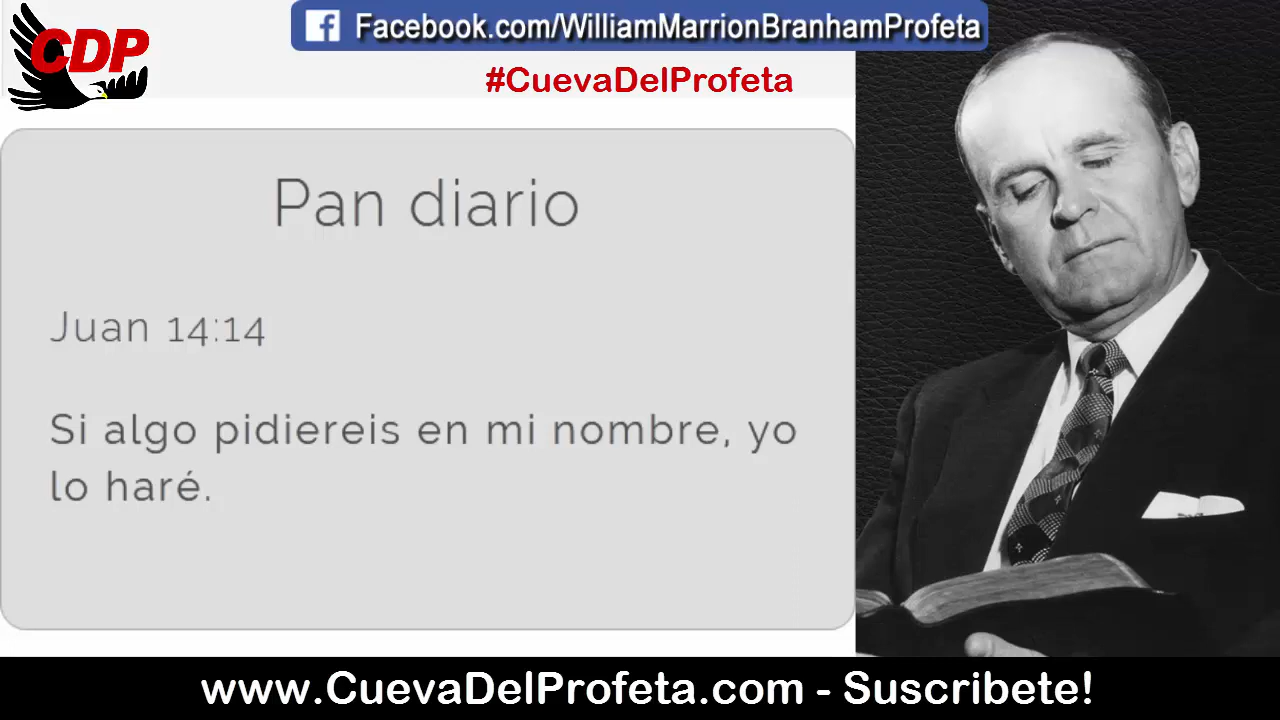 CDP
Facebook.com/WilliamMarrionBranhamProfeta
#CuevaDelProfeta
Pan diario
Juan 14:14
Si algo pidiereis en mi nombre, yo
lo haré.
www.CuevaDelProfeta.com - Suscribete!